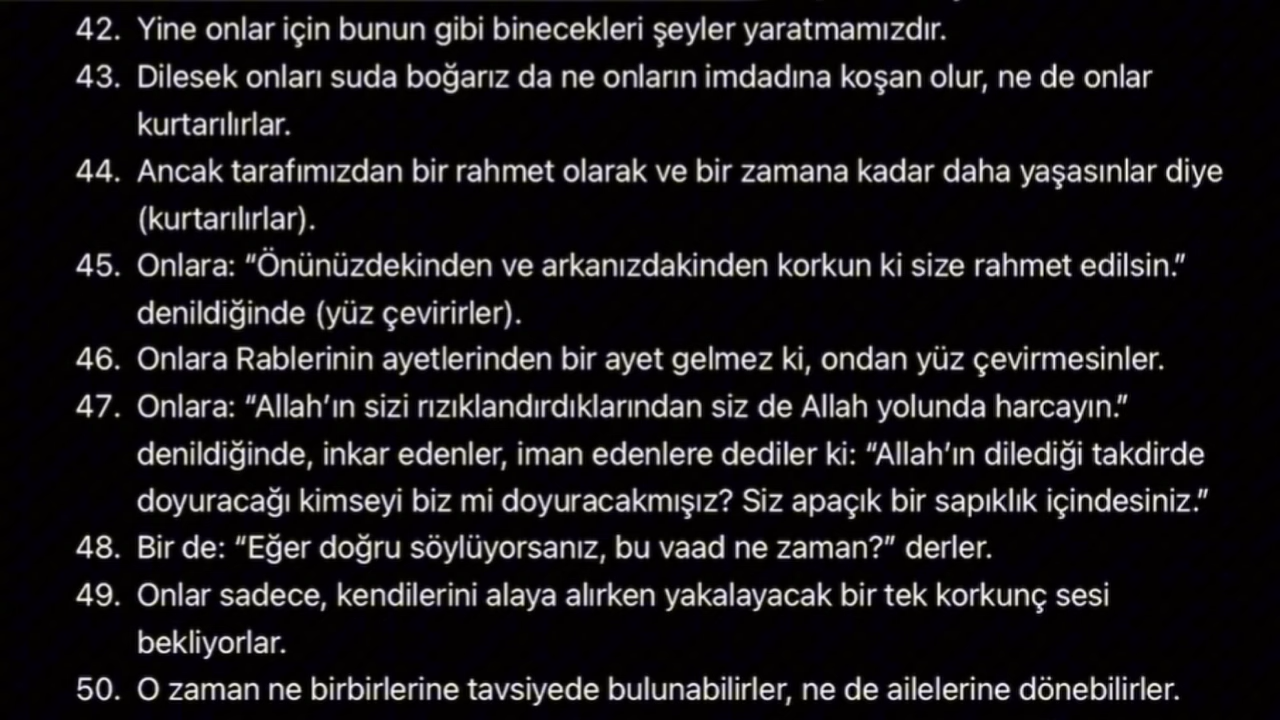 42. Yine onlar için bunun gibi binecekleri şeyler yaratmamızdır.
43. Dilesek onları suda boğarız da ne onların imdadına koşan olur, ne de onlar
kurtarılırlar.
44. Ancak tarafımızdan bir rahmet olarak ve bir zamana kadar daha yaşasınlar diye
(kurtarılırlar).
45. Onlara: “Önünüzdekinden ve arkanızdakinden korkun ki size rahmet edilsin.”
denildiğinde (yüz çevirirler).
46. Onlara Rablerinin ayetlerinden bir ayet gelmez ki, ondan yüz çevirmesinler.
47. Onlara: “Allah’ın sizi rızıklandırdıklarından siz de Allah yolunda harcayın.”
denildiğinde, inkar edenler, iman edenlere dediler ki: “Allah’ın dilediği takdirde
doyuracağı kimseyi biz mi doyuracakmışız? Siz apaçık bir sapıklık içindesiniz.”
48. Bir de: “Eğer doğru söylüyorsanız, bu vaad ne zaman?” derler.
49. Onlar sadece, kendilerini alaya alırken yakalayacak bir tek korkunç sesi
bekliyorlar.
50. O zaman ne birbirlerine tavsiyede bulunabilirler, ne de ailelerine dönebilirler.